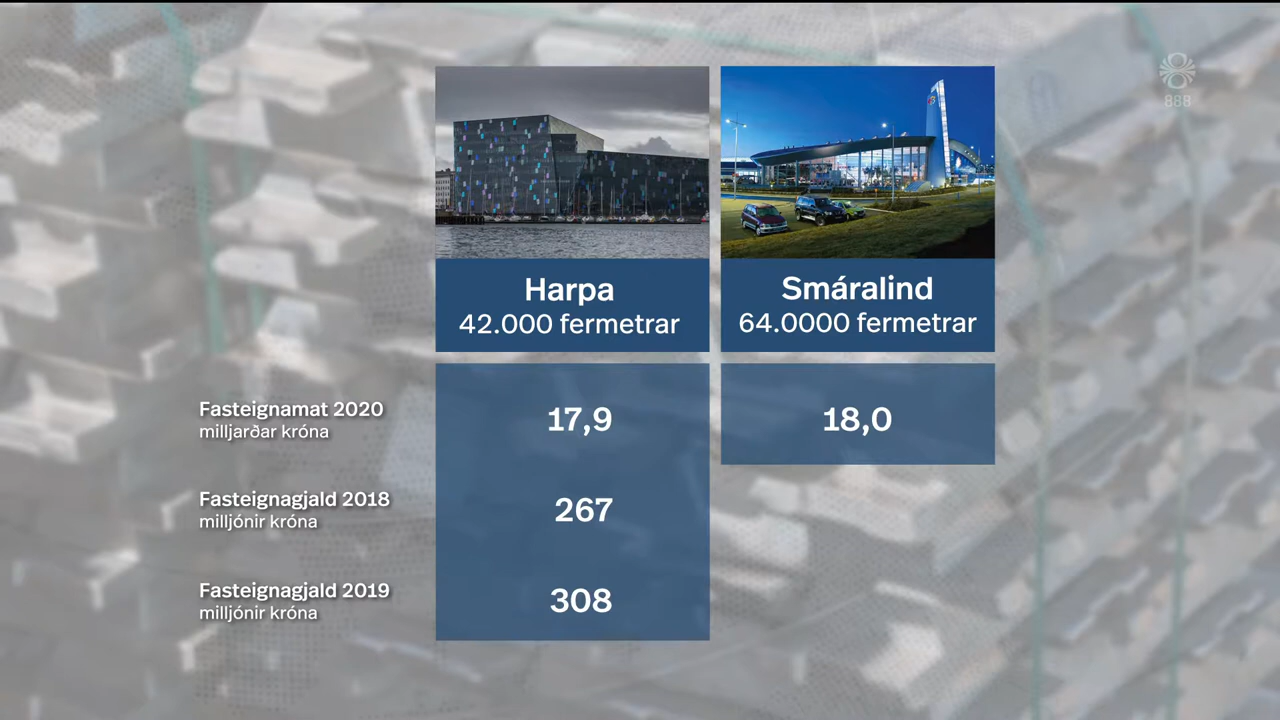 888
Harpa
42.000 fermetrar
Smáralind
64.0000 fermetrar
Fasteignamat 2020
milljarðar króna
17,9
18,0
Fasteignagjald 2018
milljónir króna
267
Fasteignagjald 2019
milljónir króna
308